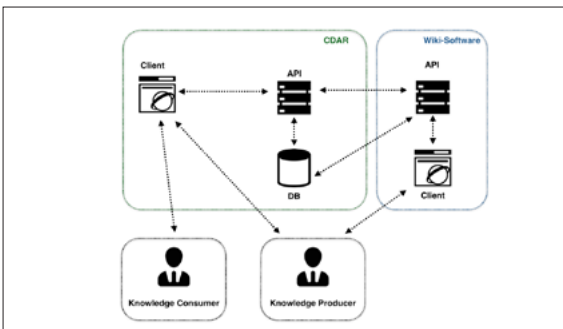 CDAR
Wiki-Software
Client
API
API
DB
Client
Knowledge Consumer
Knowledge Producer